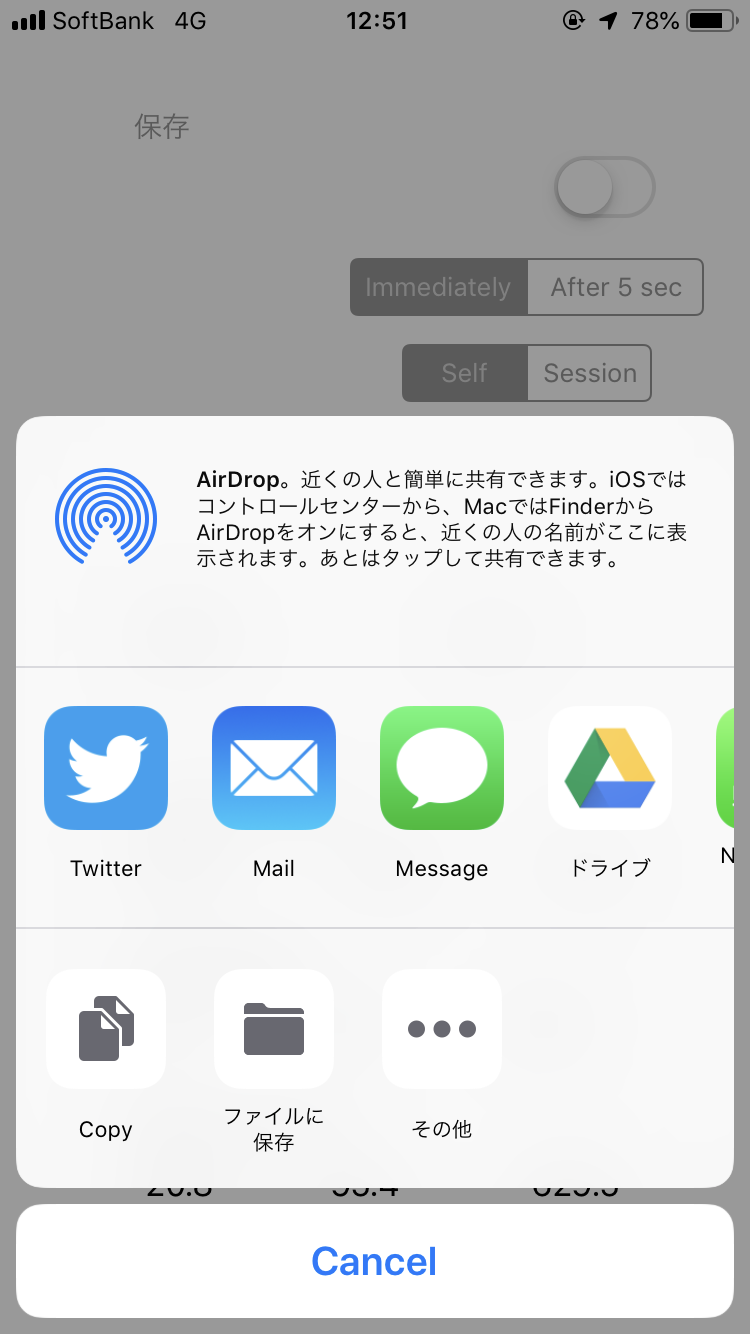 SoftBank 4G 12:51 78%
保存
Immediately After 5 sec
Self Session
AirDrop。近くの人と簡単に共有できます。iOSでは
コントロールセンターから、MacではFinderから
AirDropをオンにすると、近くの人の名前がここに表
示されます。あとはタップして共有できます。
Twitter Mail Message ドライブ N
Copy ファイルに
保存 その他
Cancel